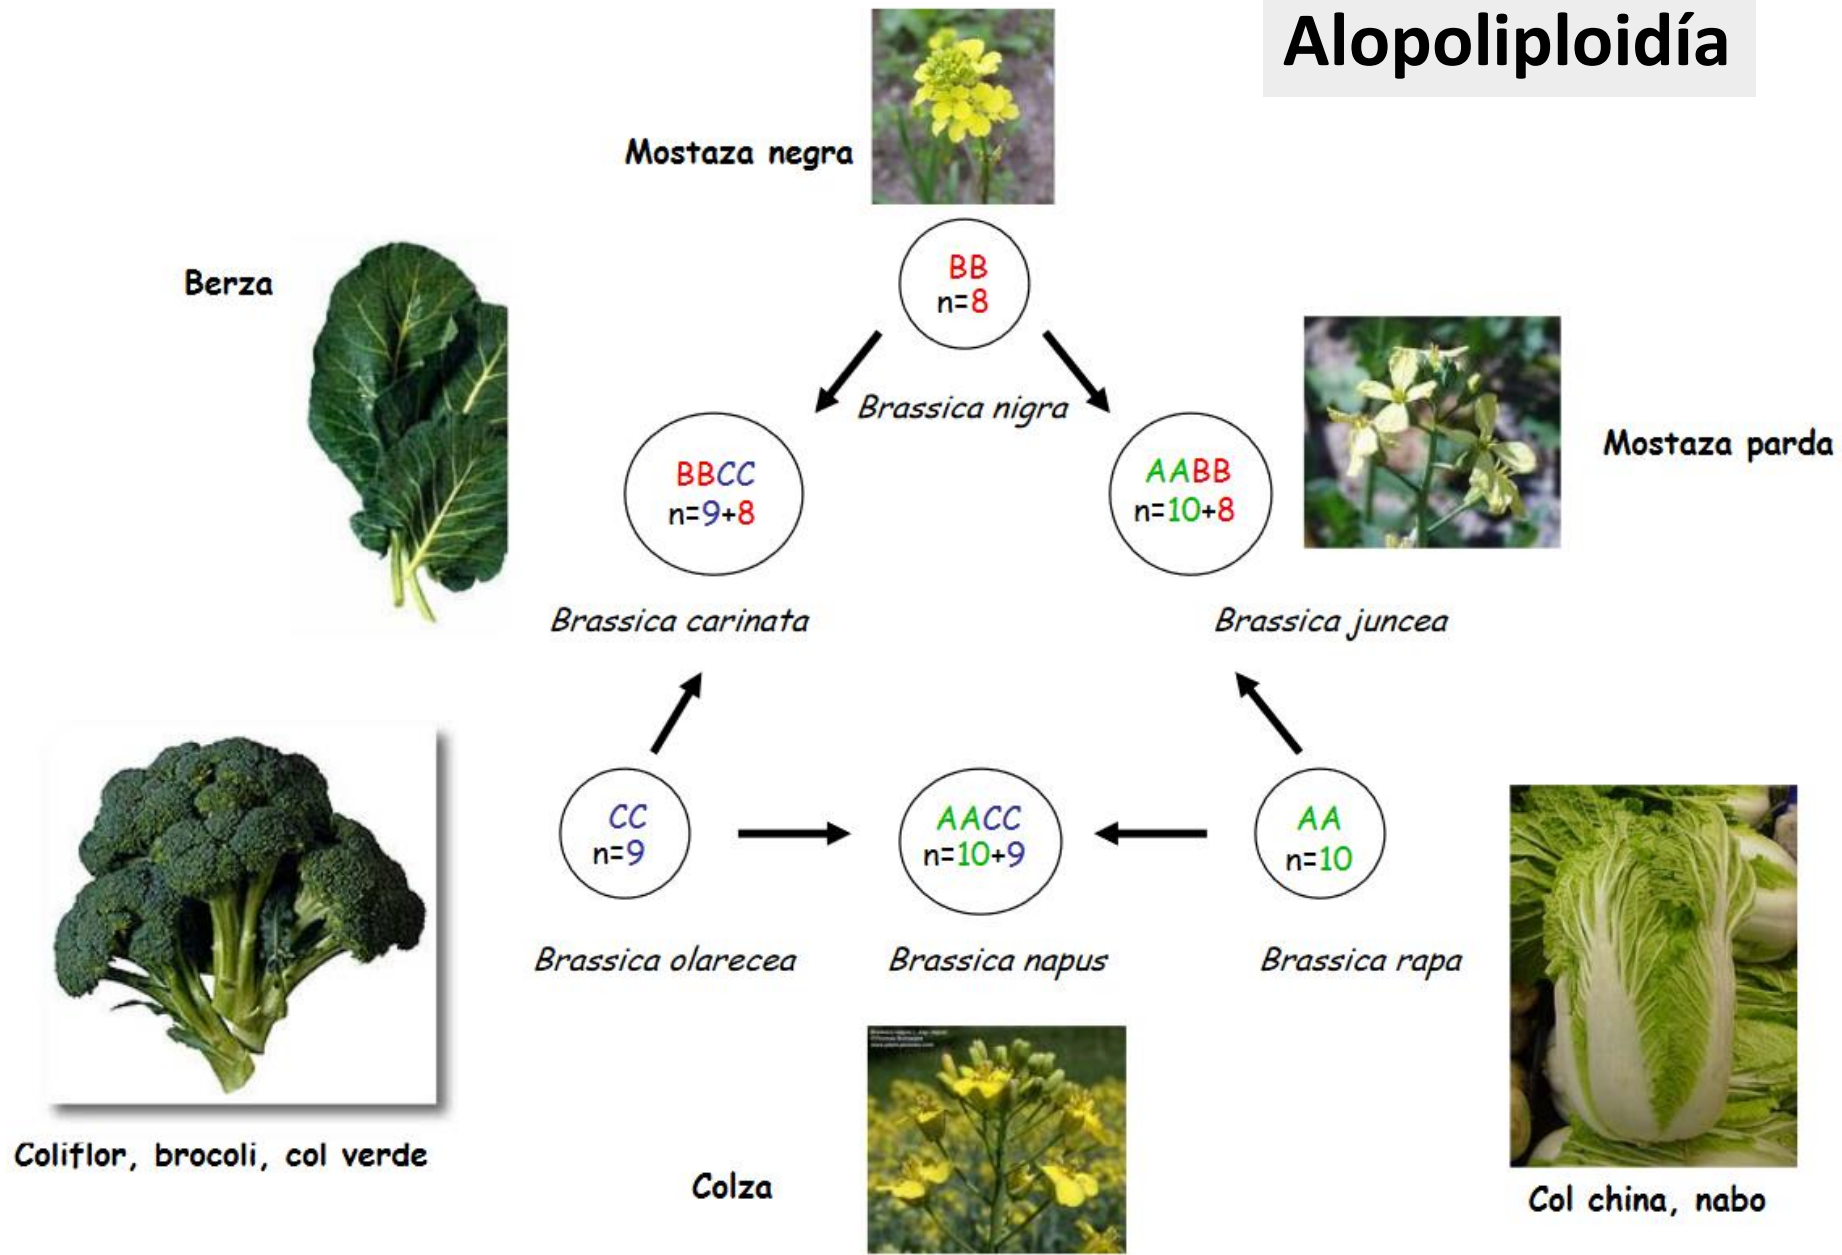 Alopoliploidía
Mostaza negra
BB
n=8
Berza
Brassica nigra
Mostaza parda
BBCC
n=9+8
AABB
n=10+8
Brassica carinata
Brassica juncea
CC
n=9
AACC
n=10+9
AA
n=10
Brassica olarecea
Brassica napus
Brassica rapa
Coliflor, brocoli, col verde
Colza
Col china, nabo